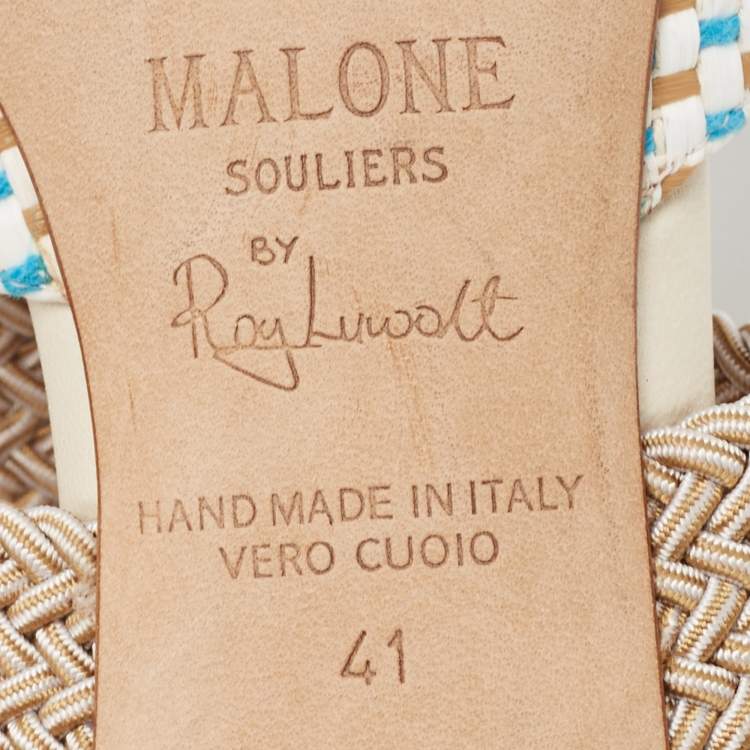 MALONE
SOULIERS
BY
Roy Luwolt
HAND MADE IN ITALY
VERO CUOIO
41